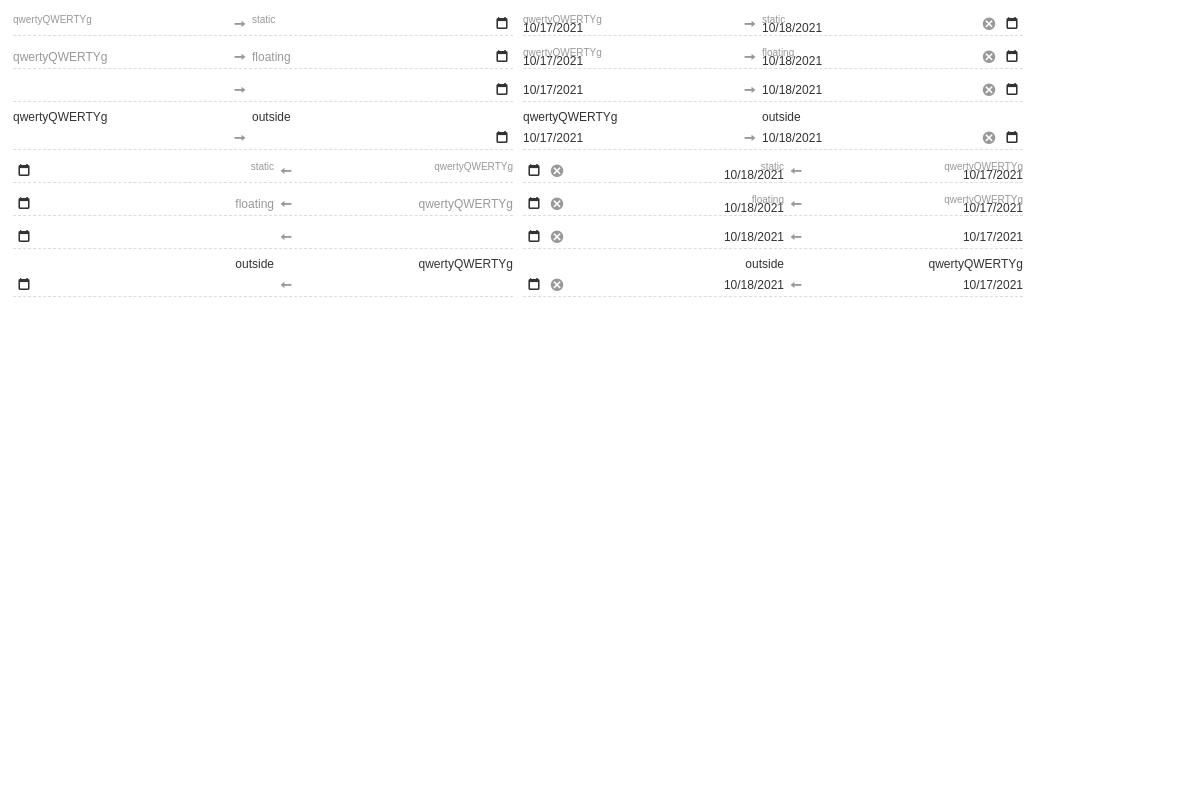 qwertyQWERTYg static qwertyQWERTYg static
10/17/2021 10/18/2021
qwertyQWERTYg floating qwertyQWERTYg floating
10/17/2021 10/18/2021
10/17/2021 10/18/2021
qwertyQWERTYg outside qwertyQWERTYg outside
10/17/2021 10/18/2021
static qwertyQWERTYg static qwertyQWERTYg
10/18/2021 10/17/2021
floating qwertyQWERTYg floating qwertyQWERTYg
10/18/2021 10/17/2021
10/18/2021 10/17/2021
outside qwertyQWERTYg outside qwertyQWERTYg
10/18/2021 10/17/2021